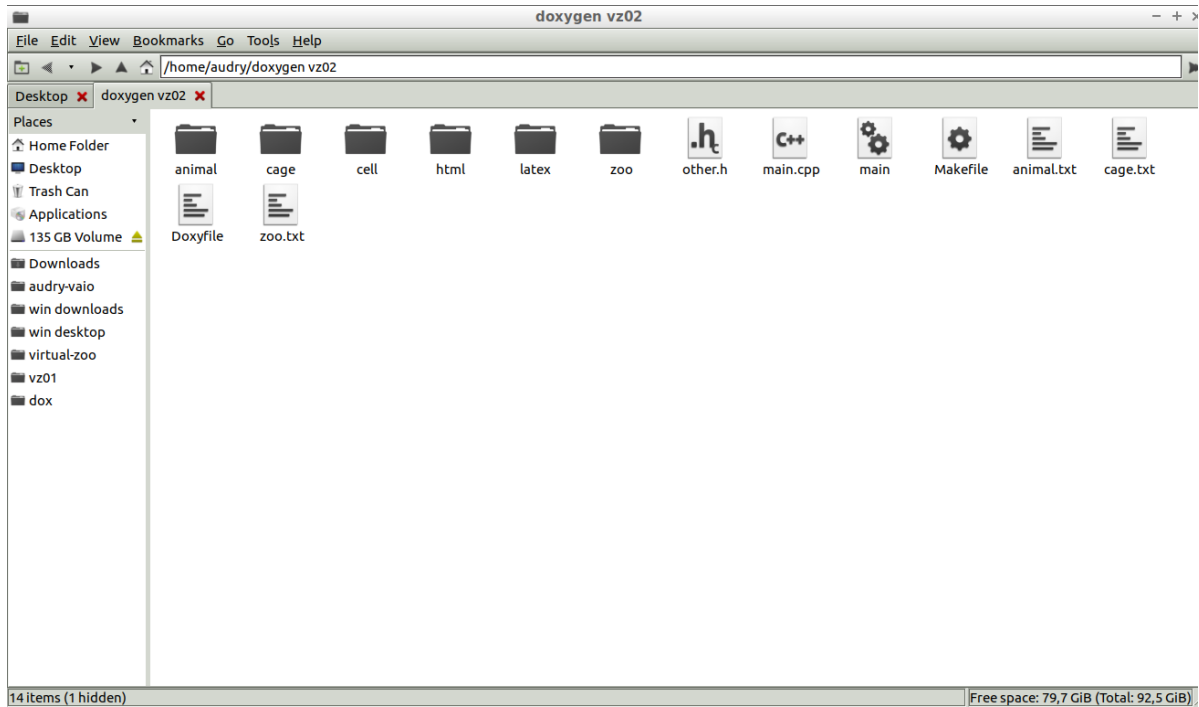 doxygen vz02
File Edit View Bookmarks Go Tools Help
/home/audry/doxygen vz02
Desktop doxygen vz02
Places
Home Folder
Desktop
Trash Can
Applications
135 GB Volume
Downloads
audry-vaio
win downloads
win desktop
virtual-zoo
vz01
dox
animal cage cell html latex zoo other.h main.cpp main Makefile animal.txt cage.txt
Doxyfile zoo.txt
.h
C++
14 items (1 hidden) Free space: 79,7 GiB (Total: 92,5 GiB)